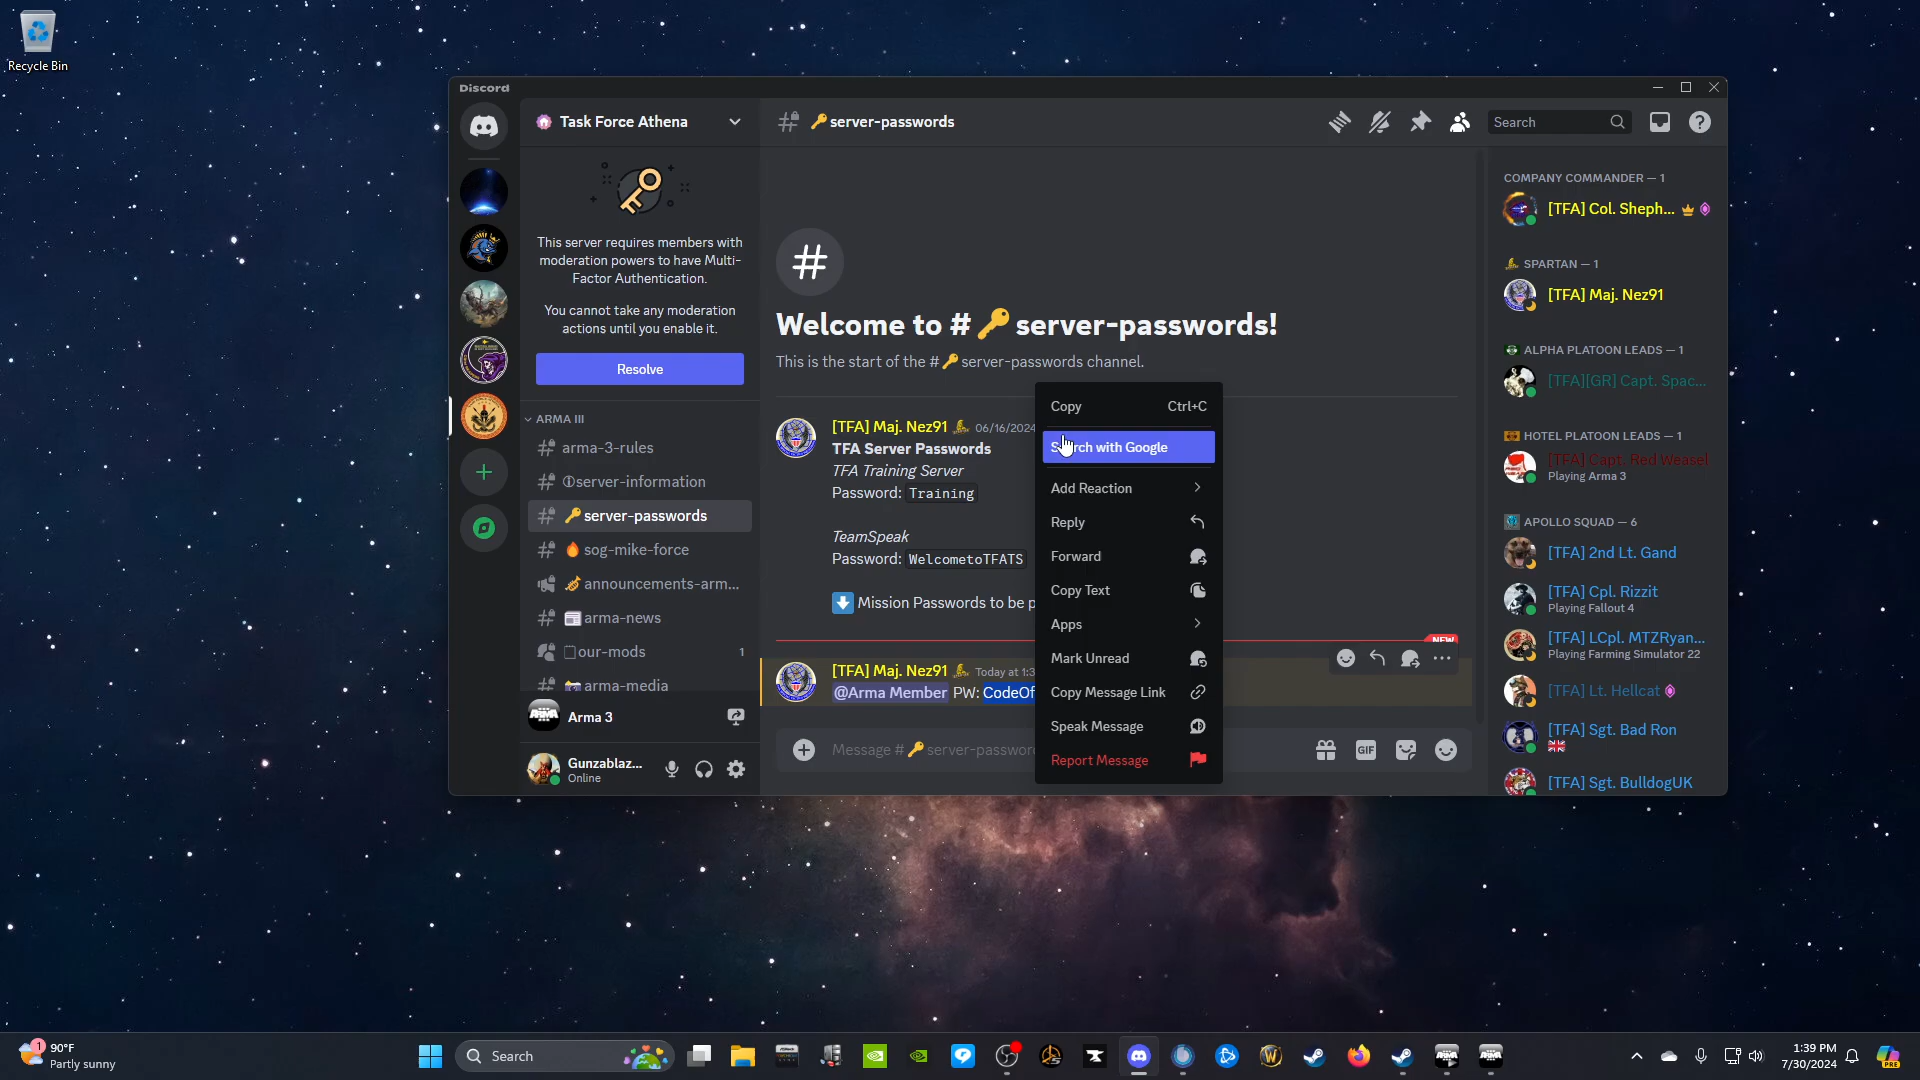 Recycle Bin
Discord
Task Force Athena
🔑server-passwords
Search
This server requires members with
moderation powers to have Multi-
Factor Authentication.
You cannot take any moderation
actions until you enable it.
Resolve
ARMA III
arma-3-rules
server-information
🔑server-passwords
🔥sog-mike-force
announcements-arm...
arma-news
our-mods 1
arma-media
Arma 3
Gunzablaz...
Online
Welcome to #🔑server-passwords!
This is the start of the #🔑server-passwords channel.
[TFA] Maj. Nez91 06/16/2024
TFA Server Passwords
TFA Training Server
Password: Training
TeamSpeak
Password: WelcometoTFATS
⬇️ Mission Passwords to be p
NEW
[TFA] Maj. Nez91 Today at 1:3
@Arma Member PW: CodeOf
Message #🔑server-passwor
GIF
Copy Ctrl+C
Search with Google
Add Reaction
Reply
Forward
Copy Text
Apps
Mark Unread
Copy Message Link
Speak Message
Report Message
COMPANY COMMANDER — 1
[TFA] Col. Sheph...
SPARTAN — 1
[TFA] Maj. Nez91
ALPHA PLATOON LEADS — 1
[TFA][GR] Capt. Spac...
HOTEL PLATOON LEADS — 1
[TFA] Capt. Red Weasel
Playing Arma 3
APOLLO SQUAD — 6
[TFA] 2nd Lt. Gand
[TFA] Cpl. Rizzit
Playing Fallout 4
[TFA] LCpl. MTZRyan...
Playing Farming Simulator 22
[TFA] Lt. Hellcat
[TFA] Sgt. Bad Ron
[TFA] Sgt. BulldogUK
1
90°F
Partly sunny
Search
1:39 PM
7/30/2024
PRE